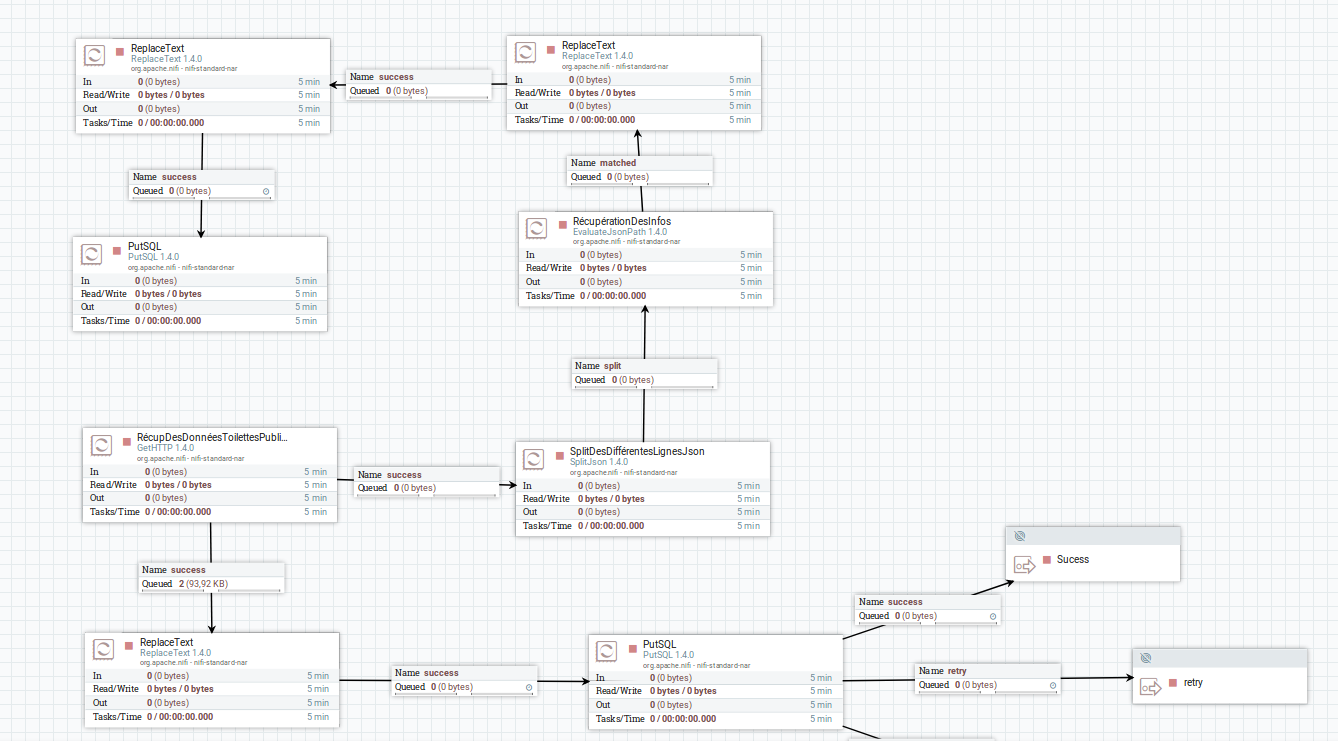 ReplaceText
ReplaceText 1.4.0
org.apache.nifi - nifi-standard-nar
In 0 (0 bytes) 5 min
Read/Write 0 bytes / 0 bytes 5 min
Out 0 (0 bytes) 5 min
Tasks/Time 0 / 00:00:00.000 5 min
Name success
Queued 0 (0 bytes)
ReplaceText
ReplaceText 1.4.0
org.apache.nifi - nifi-standard-nar
In 0 (0 bytes) 5 min
Read/Write 0 bytes / 0 bytes 5 min
Out 0 (0 bytes) 5 min
Tasks/Time 0 / 00:00:00.000 5 min
Name success
Queued 0 (0 bytes)
Name matched
Queued 0 (0 bytes)
PutSQL
PutSQL 1.4.0
org.apache.nifi - nifi-standard-nar
In 0 (0 bytes) 5 min
Read/Write 0 bytes / 0 bytes 5 min
Out 0 (0 bytes) 5 min
Tasks/Time 0 / 00:00:00.000 5 min
RécupérationDesInfos
EvaluateJsonPath 1.4.0
org.apache.nifi - nifi-standard-nar
In 0 (0 bytes) 5 min
Read/Write 0 bytes / 0 bytes 5 min
Out 0 (0 bytes) 5 min
Tasks/Time 0 / 00:00:00.000 5 min
Name split
Queued 0 (0 bytes)
RécupDesDonnéesToilettesPubli...
GetHTTP 1.4.0
org.apache.nifi - nifi-standard-nar
In 0 (0 bytes) 5 min
Read/Write 0 bytes / 0 bytes 5 min
Out 0 (0 bytes) 5 min
Tasks/Time 0 / 00:00:00.000 5 min
Name success
Queued 0 (0 bytes)
SplitDesDifférentesLignesJson
SplitJson 1.4.0
org.apache.nifi - nifi-standard-nar
In 0 (0 bytes) 5 min
Read/Write 0 bytes / 0 bytes 5 min
Out 0 (0 bytes) 5 min
Tasks/Time 0 / 00:00:00.000 5 min
Name success
Queued 2 (93,92 KB)
Sucess
Name success
Queued 0 (0 bytes)
ReplaceText
ReplaceText 1.4.0
org.apache.nifi - nifi-standard-nar
In 0 (0 bytes) 5 min
Read/Write 0 bytes / 0 bytes 5 min
Out 0 (0 bytes) 5 min
Tasks/Time 0 / 00:00:00.000 5 min
Name success
Queued 0 (0 bytes)
PutSQL
PutSQL 1.4.0
org.apache.nifi - nifi-standard-nar
In 0 (0 bytes) 5 min
Read/Write 0 bytes / 0 bytes 5 min
Out 0 (0 bytes) 5 min
Tasks/Time 0 / 00:00:00.000 5 min
Name retry
Queued 0 (0 bytes)
retry